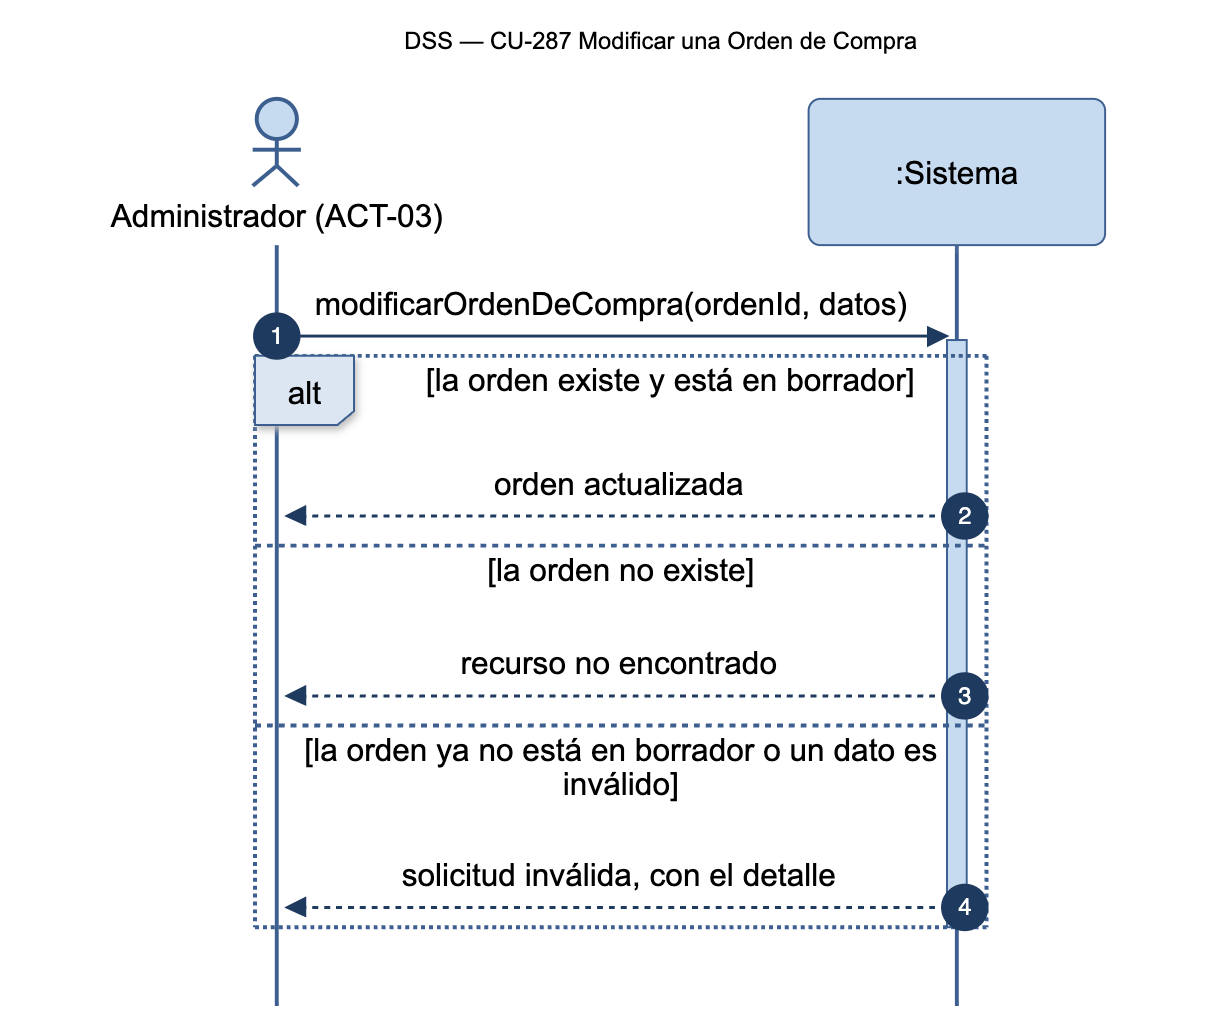 DSS — CU-287 Modificar una Orden de Compra
Administrador (ACT-03)
:Sistema
modificarOrdenDeCompra(ordenId, datos)
1
alt
[la orden existe y está en borrador]
orden actualizada
2
[la orden no existe]
recurso no encontrado
3
[la orden ya no está en borrador o un dato es
inválido]
solicitud inválida, con el detalle
4